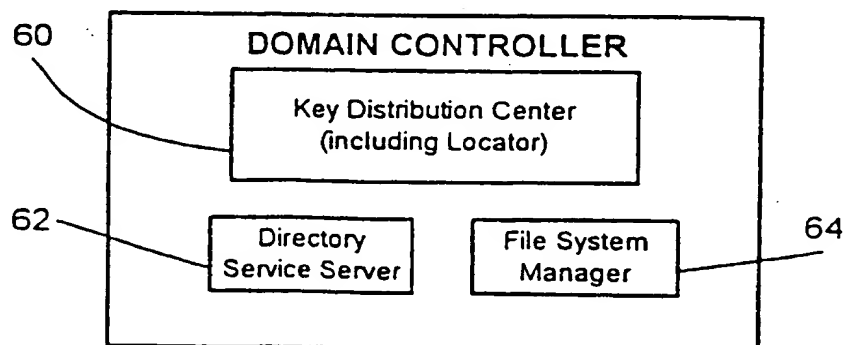 60
DOMAIN CONTROLLER
Key Distribution Center
(including Locator)
62
Directory
Service Server
File System
Manager
64